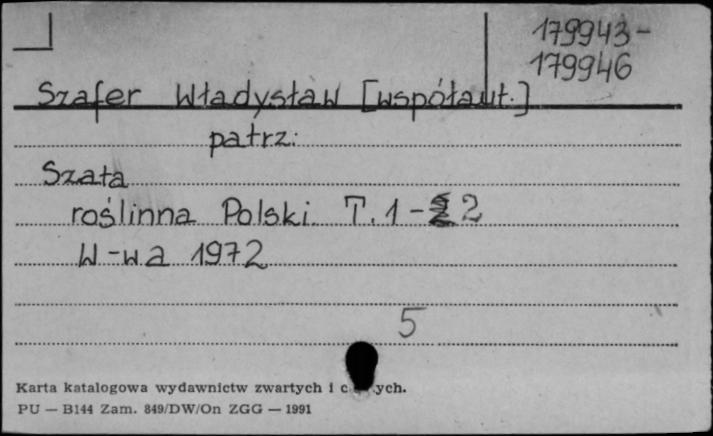 179943-
179946
Szafer Władysław [współaut.]
patrz:
Szata
roślinna Polski. T. 1-2
W-wa 1972
5
Karta katalogowa wydawnictw zwartych i c ych.
PU — B144 Zam. 849/DW/On ZGG — 1991